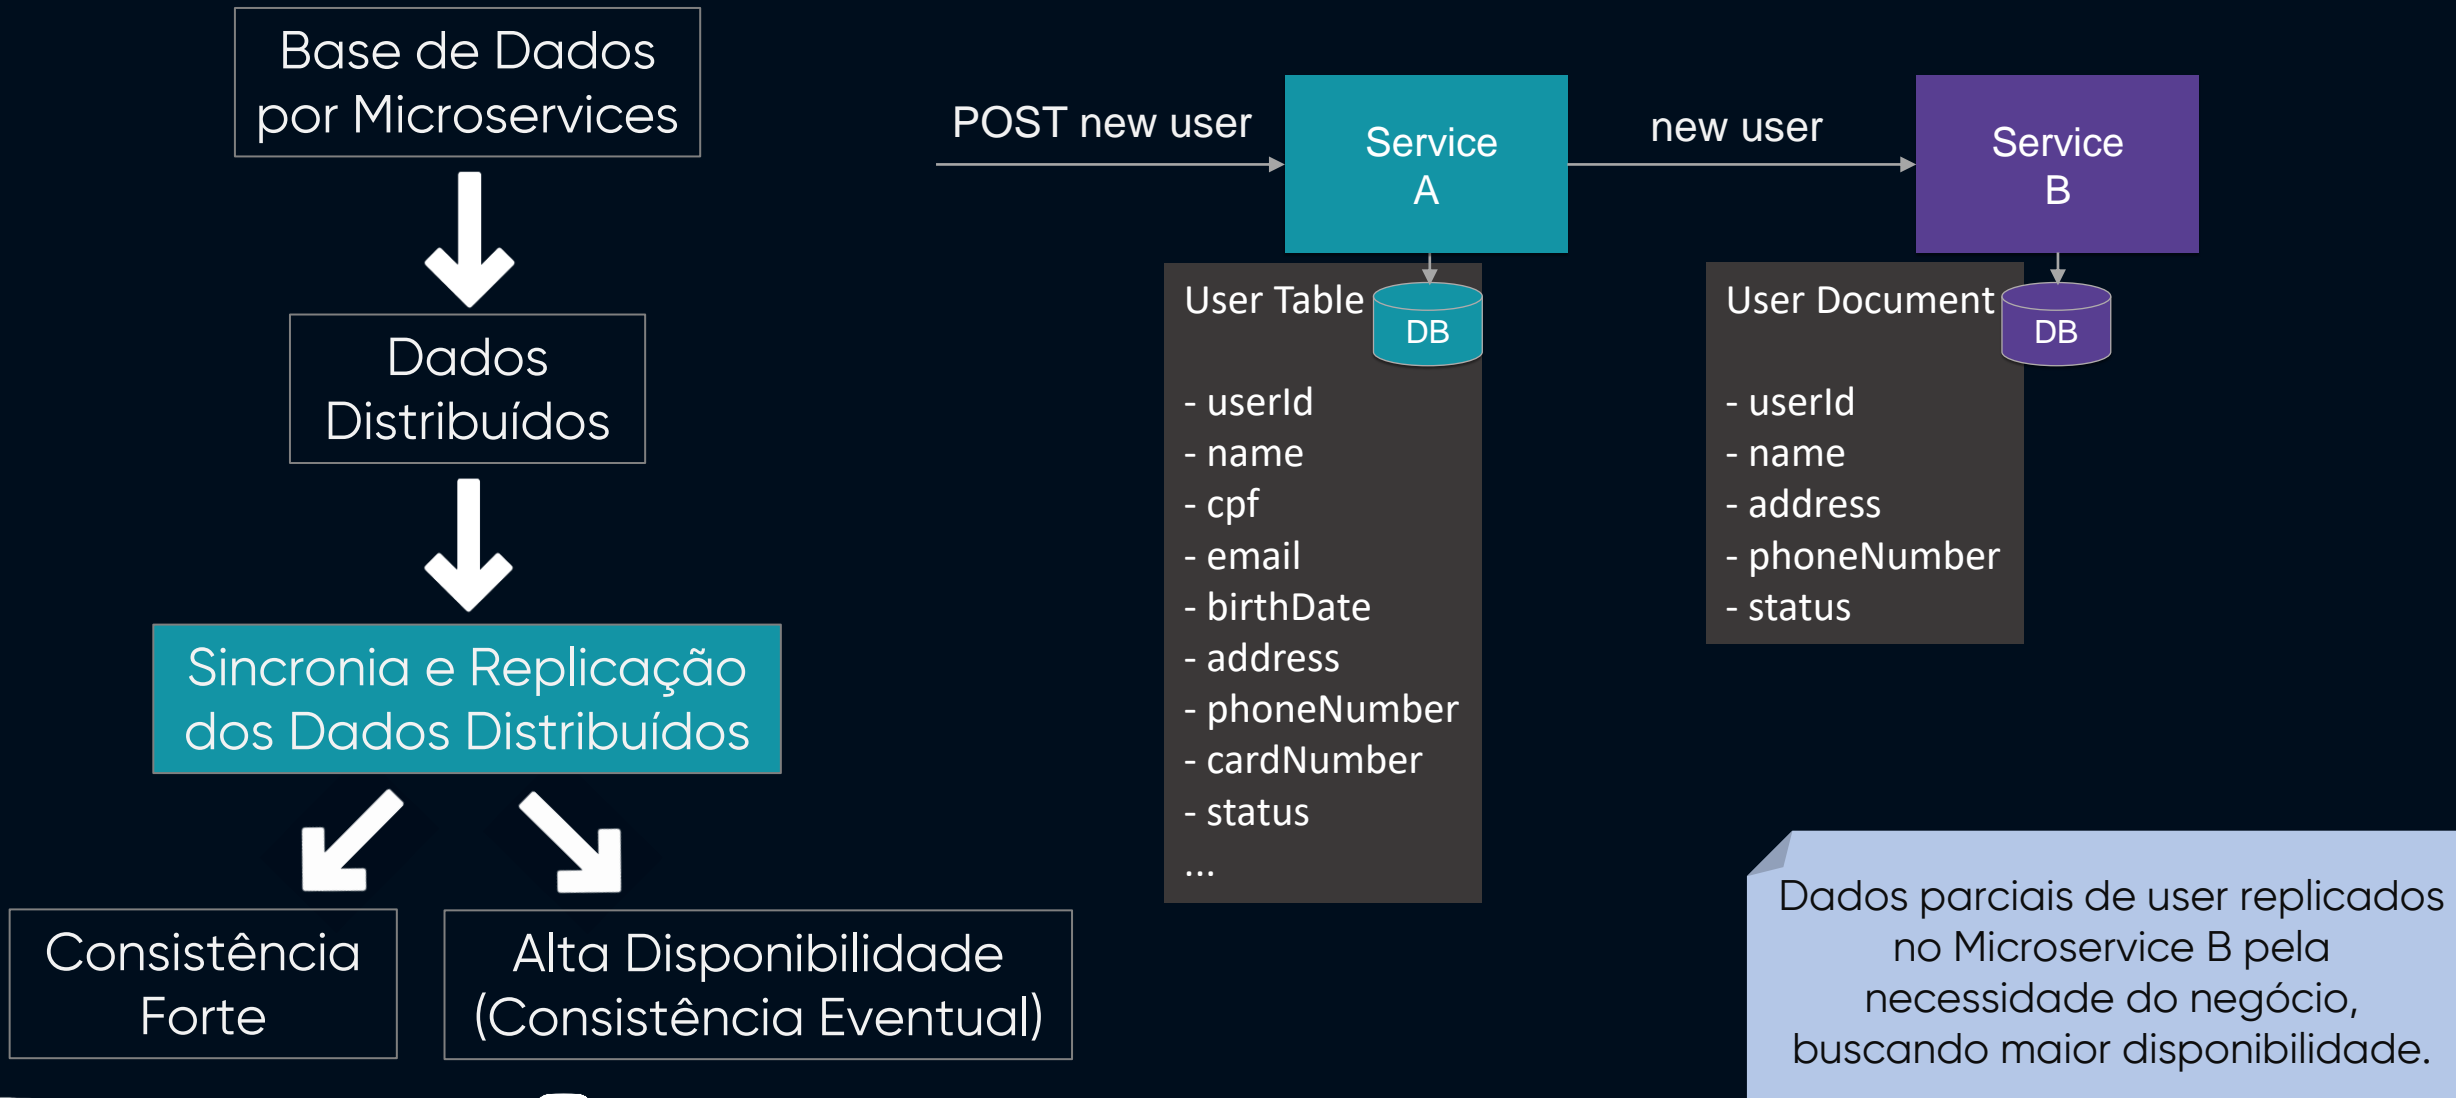 Base de Dados
por Microservices
Dados
Distribuídos
Sincronia e Replicação
dos Dados Distribuídos
Consistência
Forte
Alta Disponibilidade
(Consistência Eventual)
POST new user
Service
A
new user
Service
B
User Table
DB
- userId
- name
- cpf
- email
- birthDate
- address
- phoneNumber
- cardNumber
- status
...
User Document
DB
- userId
- name
- address
- phoneNumber
- status
Dados parciais de user replicados
no Microservice B pela
necessidade do negócio,
buscando maior disponibilidade.